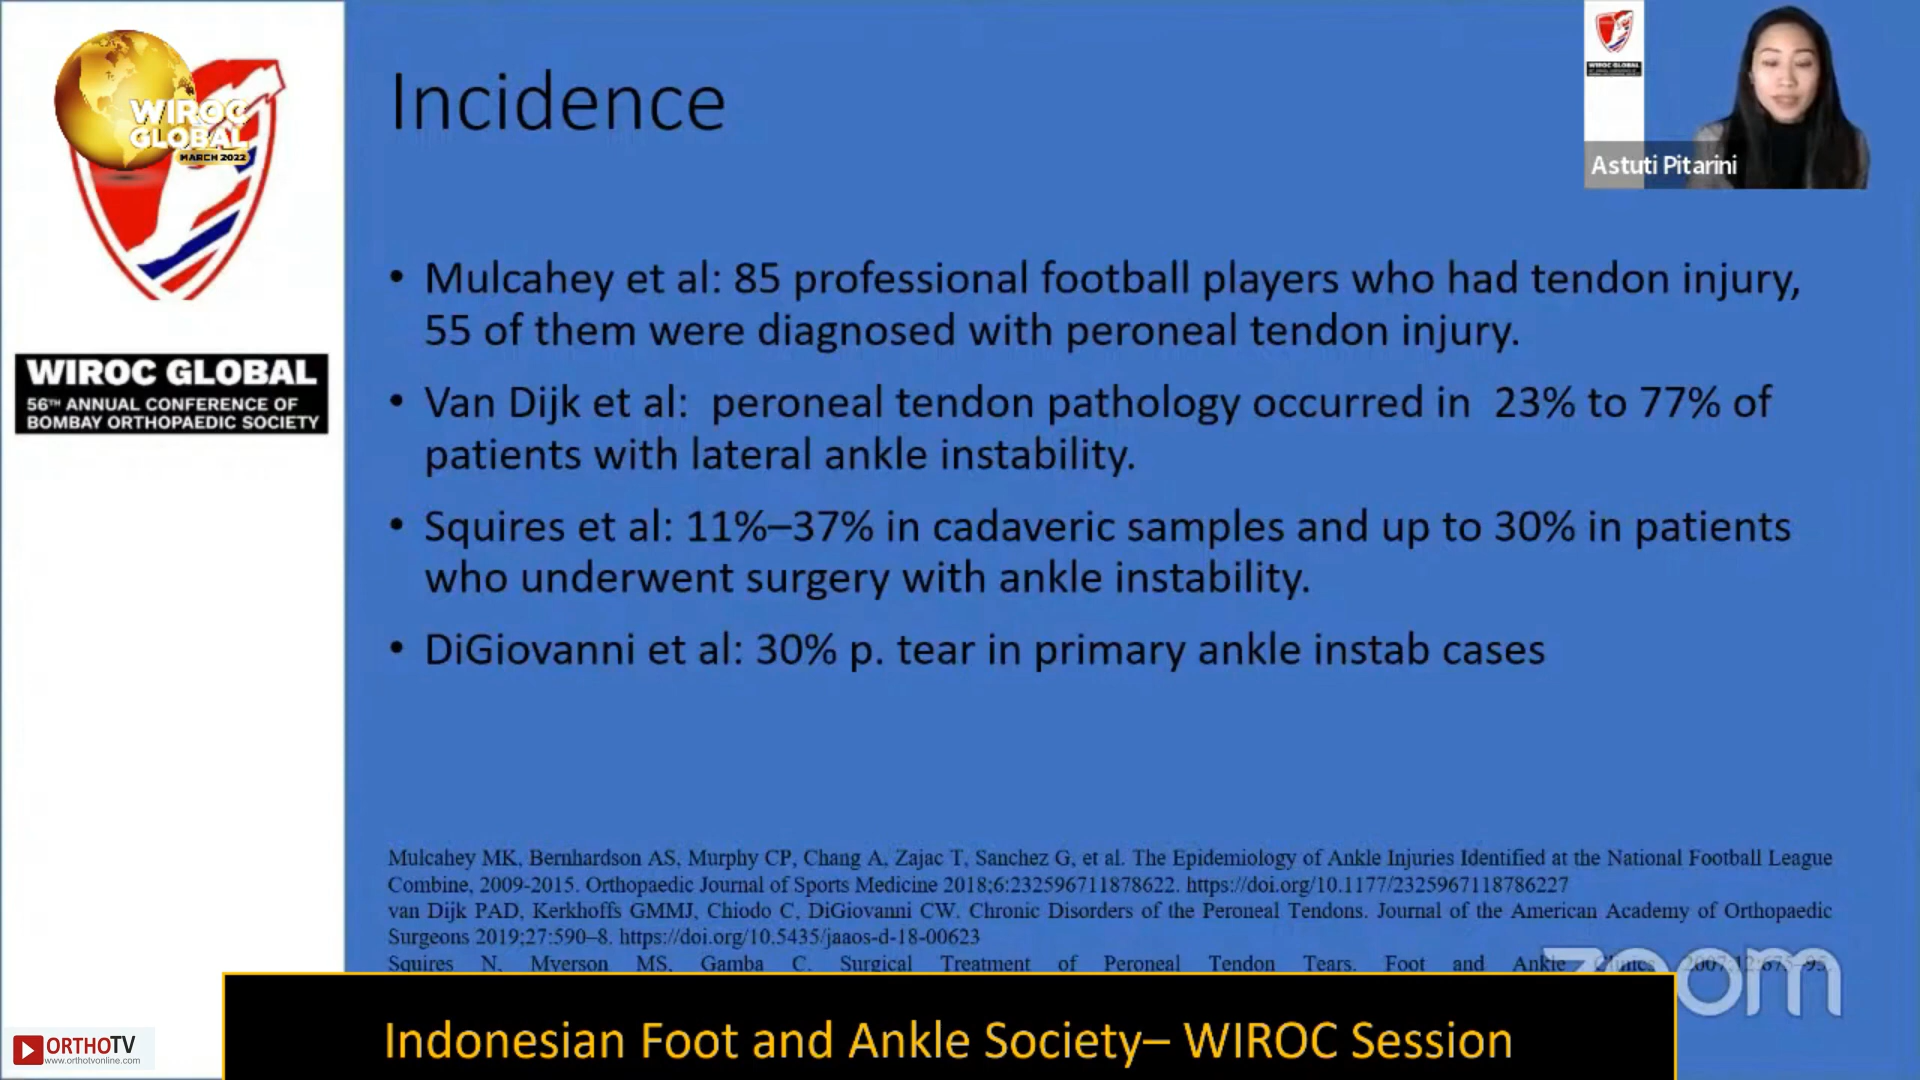 WIROC
GLOBAL
MARCH 2022
WIROC GLOBAL
56TH ANNUAL CONFERENCE OF
BOMBAY ORTHOPAEDIC SOCIETY
Incidence
WIROC GLOBAL
Astuti Pitarini
• Mulcahey et al: 85 professional football players who had tendon injury,
55 of them were diagnosed with peroneal tendon injury.
• Van Dijk et al: peroneal tendon pathology occurred in 23% to 77% of
patients with lateral ankle instability.
• Squires et al: 11%–37% in cadaveric samples and up to 30% in patients
who underwent surgery with ankle instability.
• DiGiovanni et al: 30% p. tear in primary ankle instab cases
Mulcahey MK, Bernhardson AS, Murphy CP, Chang A, Zajac T, Sanchez G, et al. The Epidemiology of Ankle Injuries Identified at the National Football League
Combine, 2009-2015. Orthopaedic Journal of Sports Medicine 2018;6:232596711878622. https://doi.org/10.1177/2325967118786227
van Dijk PAD, Kerkhoffs GMMJ, Chiodo C, DiGiovanni CW. Chronic Disorders of the Peroneal Tendons. Journal of the American Academy of Orthopaedic
Surgeons 2019;27:590–8. https://doi.org/10.5435/jaaos-d-18-00623
Squires N, Myerson MS, Gamba C. Surgical Treatment of Peroneal Tendon Tears. Foot and Ankle Clinics 2007;12:675–95.
zoom
ORTHOTV
www.orthotvonline.com
Indonesian Foot and Ankle Society– WIROC Session